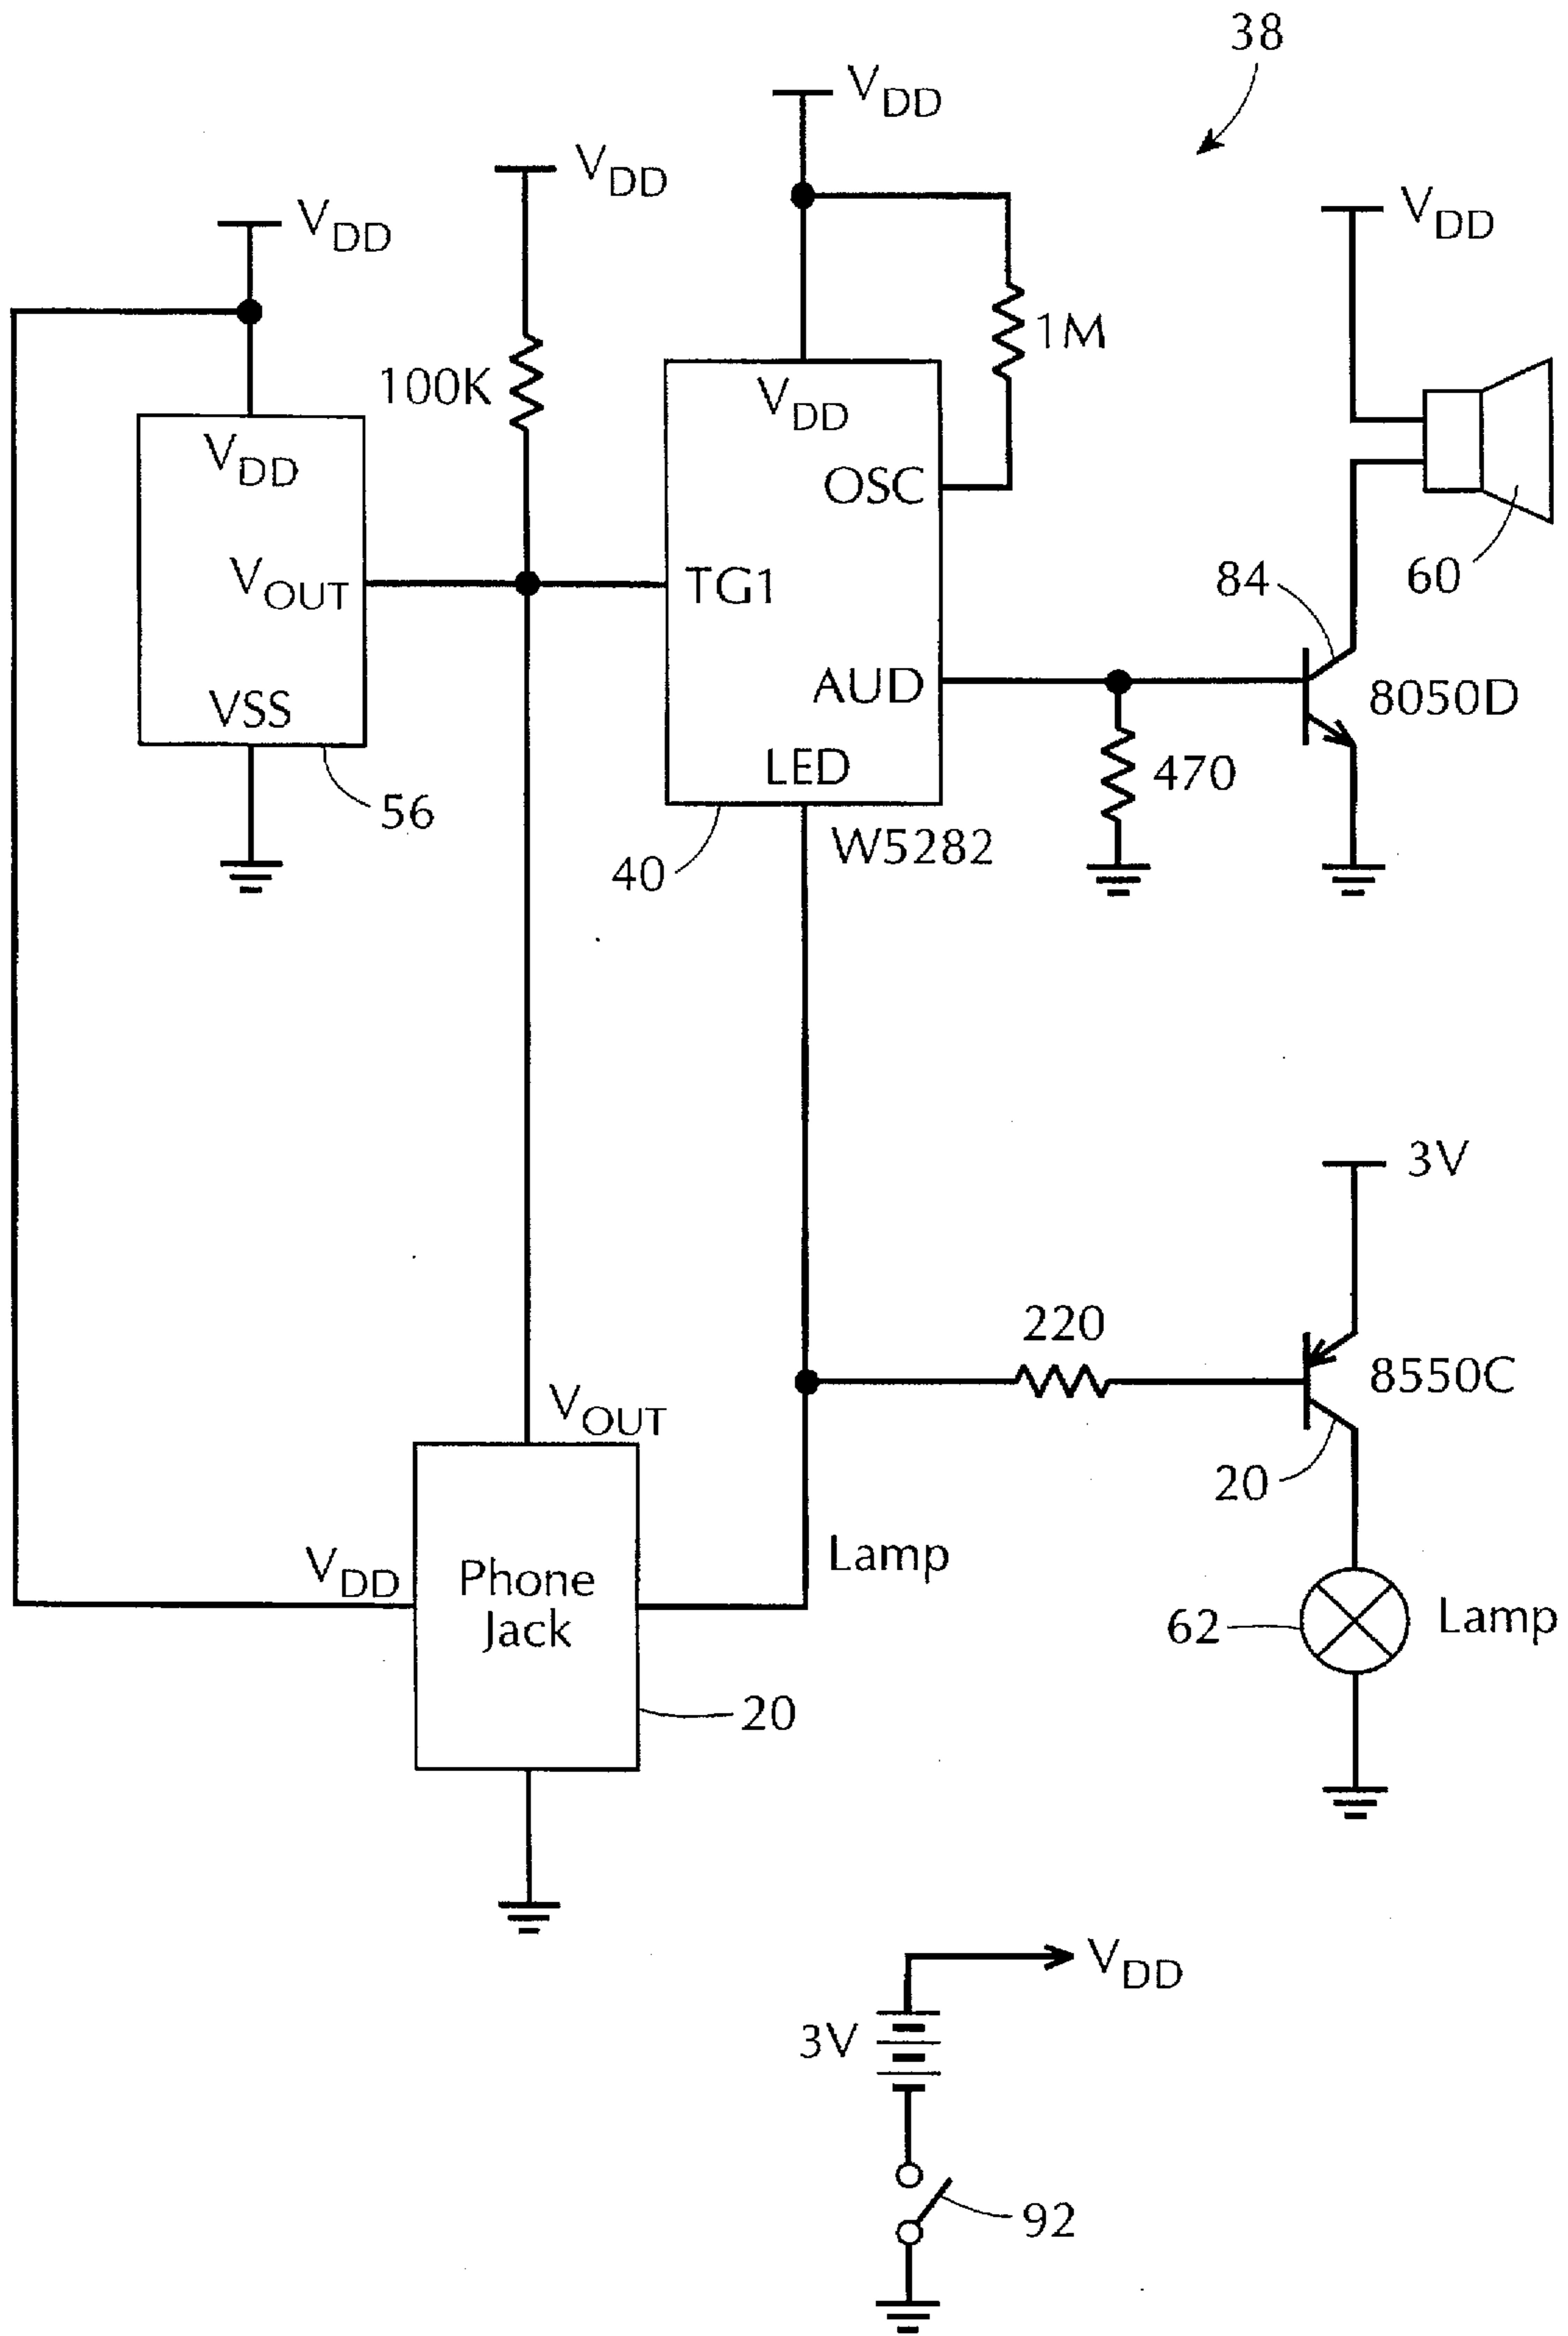 38
VDD
VDD
VDD
VDD
1M
100K
VDD
VDD
OSC
VOUT
TG1
84
60
VSS
AUD
8050D
LED
470
56
40
W5282
3V
220
8550C
VOUT
20
VDD
Phone
Jack
Lamp
62
Lamp
20
VDD
3V
92